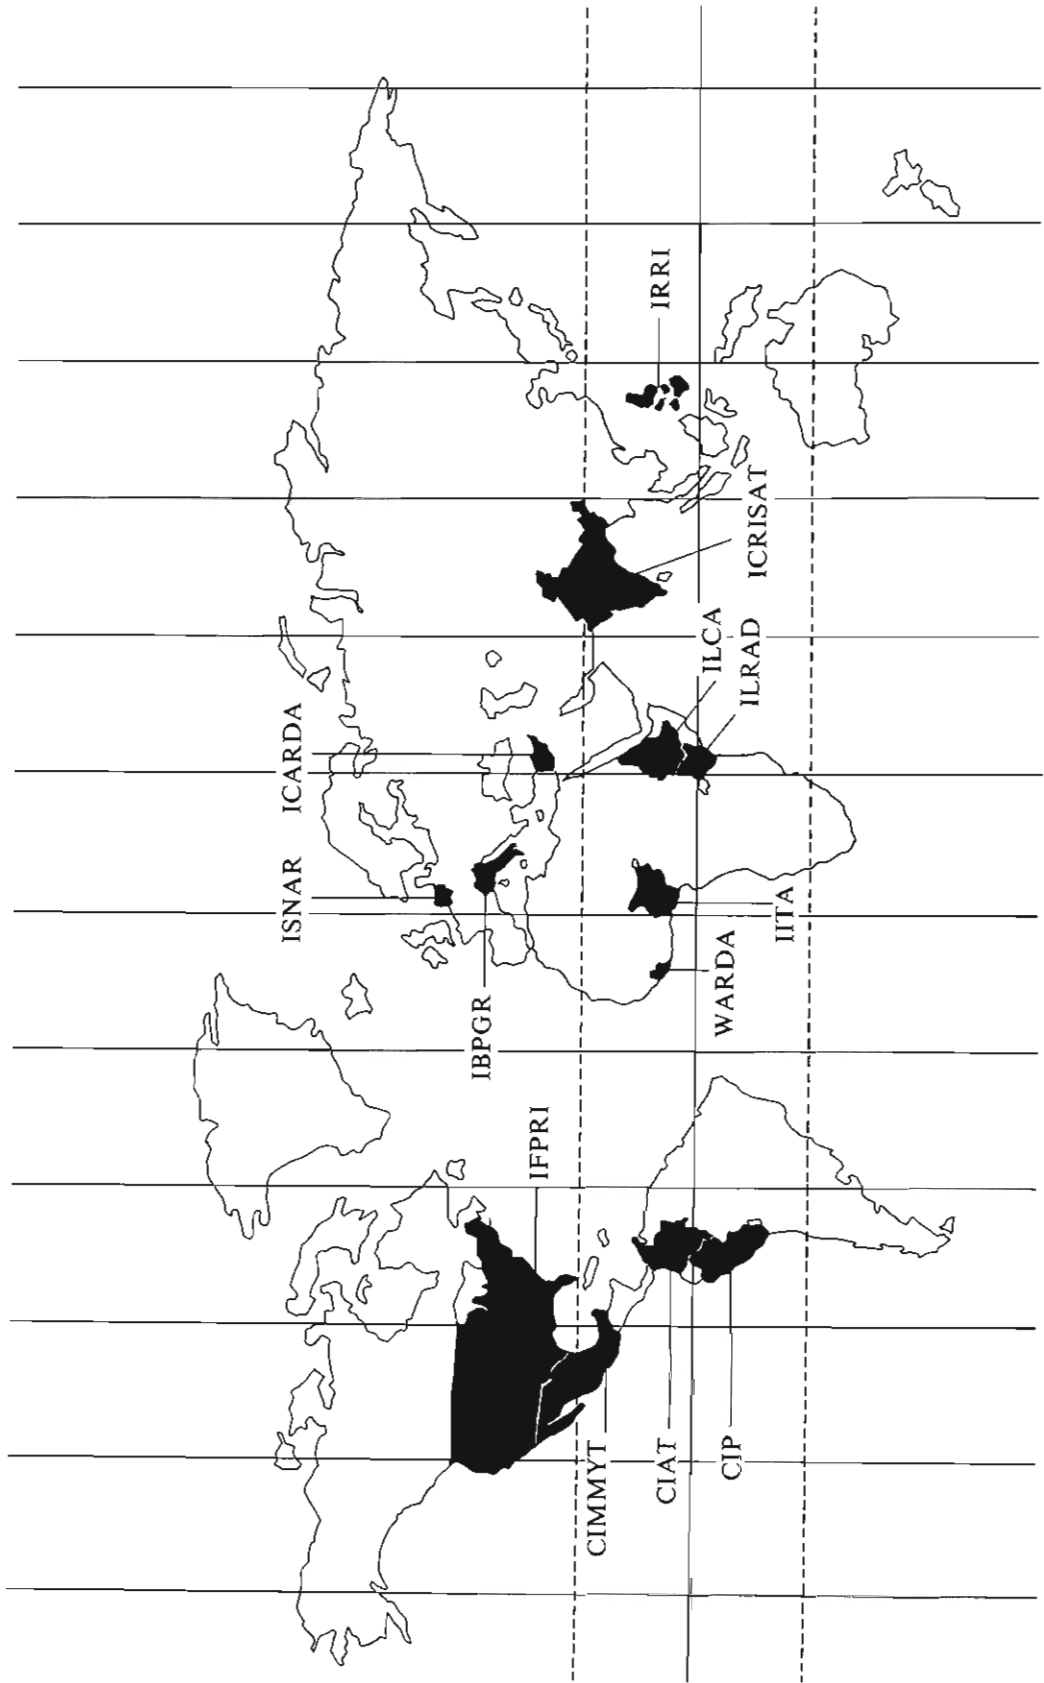 ISNAR
ICARDA
IBPGR
IFPRI
IRRI
ICRISAT
ILCA
ILRAD
IITA
WARDA
CIMMYT
CIAT
CIP